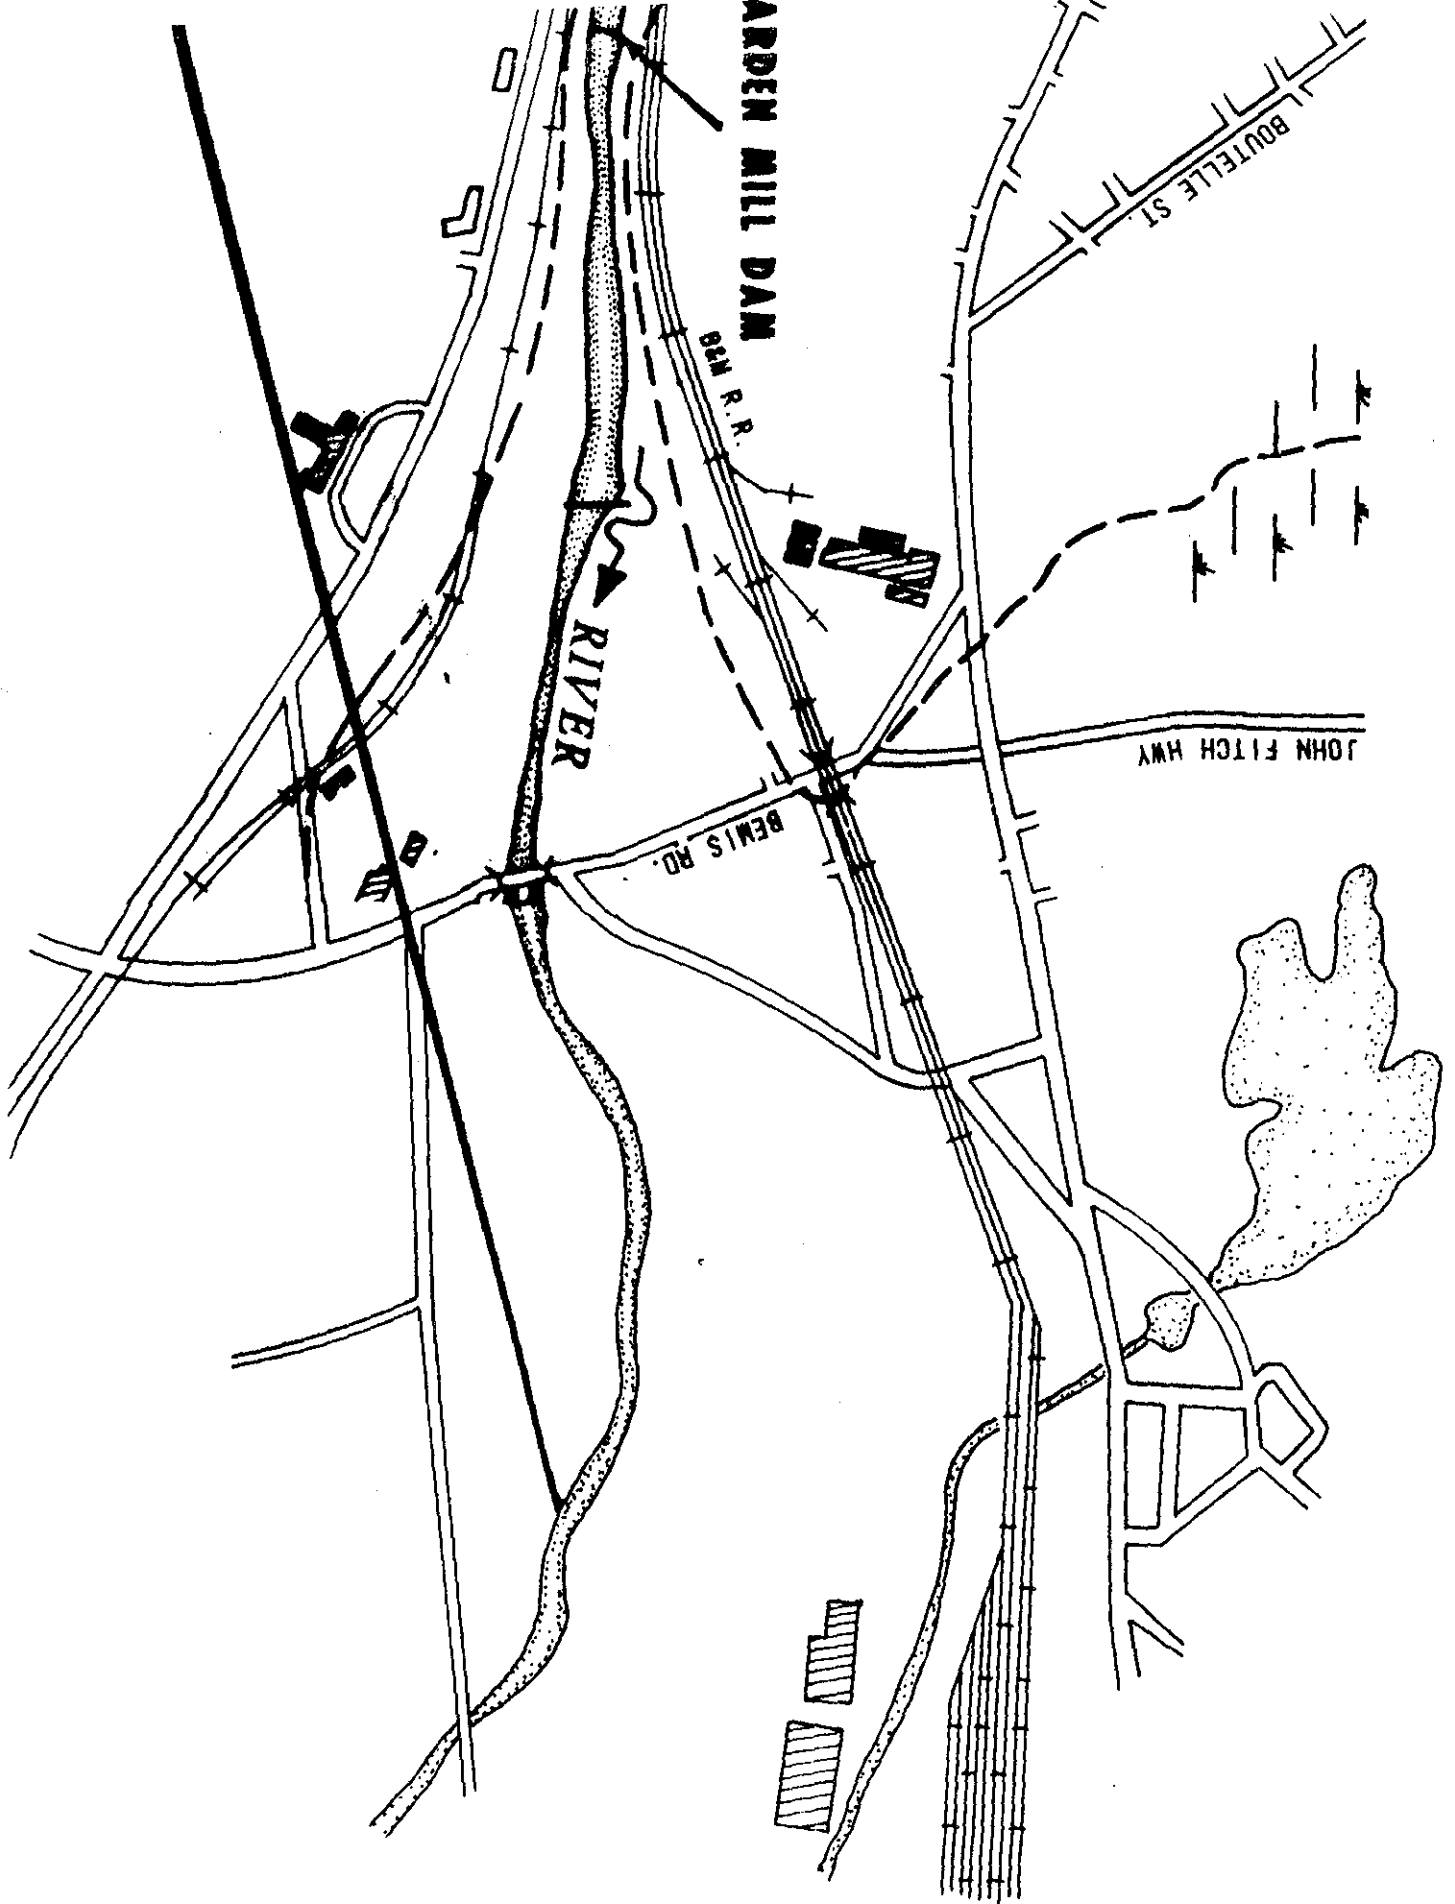 ARDEN MILL DAM
BOUTELLE ST.
B&M R.R.
RIVER
JOHN FITCH HWY
BEMIS RD.